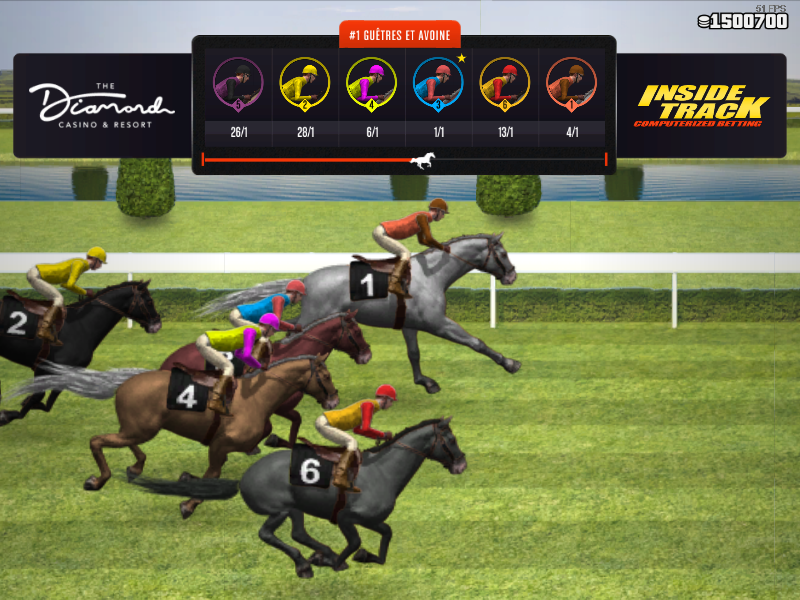 51 FPS
1500700
#1 GUÊTRES ET AVOINE
THE
Diamond
CASINO & RESORT
5 2 4 3 6 1
26/1 28/1 6/1 1/1 13/1 4/1
INSIDE
TRACK
COMPUTERIZED BETTING
1
2
4
6